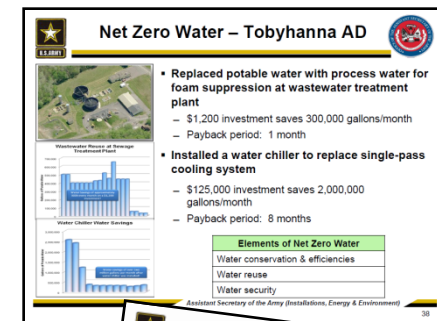 Net Zero Water – Tobyhanna AD
U.S.ARMY
▪ Replaced potable water with process water for
foam suppression at wastewater treatment
plant
– $1,200 investment saves 300,000 gallons/month
– Payback period: 1 month
Wastewater Reuse at Sewage
Treatment Plant
▪ Installed a water chiller to replace single-pass
cooling system
– $125,000 investment saves 2,000,000
gallons/month
– Payback period: 8 months
Water Chiller Water Savings
Elements of Net Zero Water
Water conservation & efficiencies
Water reuse
Water security
Assistant Secretary of the Army (Installations, Energy & Environment)
38